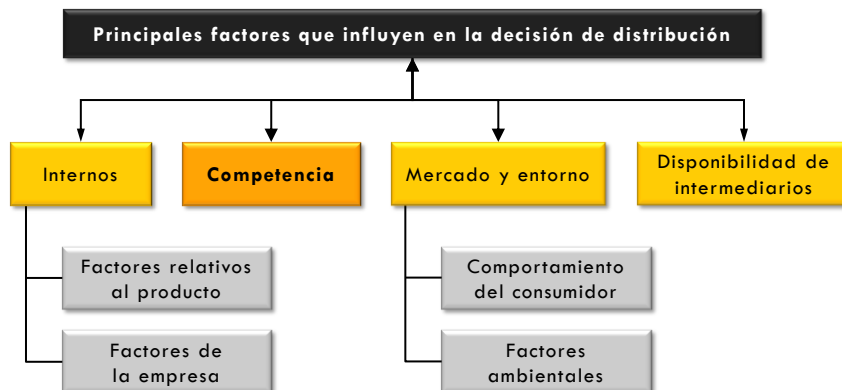 Principales factores que influyen en la decisión de distribución
Internos
Competencia
Mercado y entorno
Disponibilidad de
intermediarios
Factores relativos
al producto
Comportamiento
del consumidor
Factores de
la empresa
Factores
ambientales